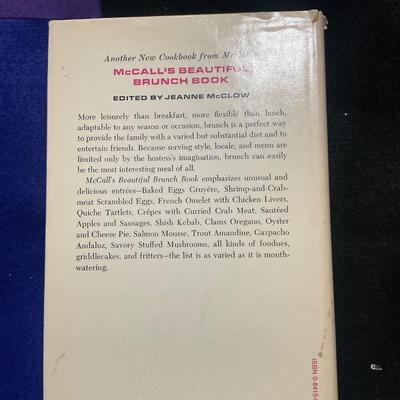 Another New Cookbook from
McCALL'S BEAUTIFUL
BRUNCH BOOK
EDITED BY JEANNE McCLOW
More leisurely than breakfast, more flexible than lunch,
adaptable to any season or occasion, brunch is a perfect way
to provide the family with a varied but substantial diet and to
entertain friends. Because serving style, locale, and menu are
limited only by the hostess's imagination, brunch can easily
be the most interesting meal of all.
McCall's Beautiful Brunch Book emphasizes unusual and
delicious entrées—Baked Eggs Gruyère, Shrimp-and-Crab-
meat Scrambled Eggs, French Omelet with Chicken Livers,
Quiche Tartlets, Crêpes with Curried Crab Meat, Sautéed
Apples and Sausages, Shish Kebab, Clams Oregano, Oyster
and Cheese Pie, Salmon Mousse, Trout Amandine, Gazpacho
Andaluz, Savory Stuffed Mushrooms, all kinds of fondues,
griddlecakes, and fritters—the list is as varied as it is mouth-
watering.
ISBN 0-8415-